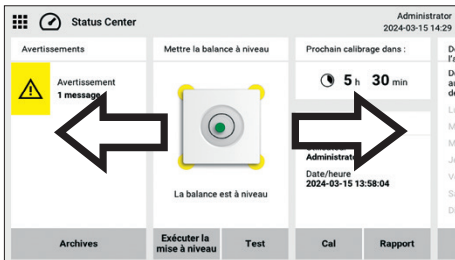 Status Center
Administrator
2024-03-15 14:29
Avertissements
Mettre la balance à niveau
Prochain calibrage dans :
Avertissement
1 message
5 h 30 min
La balance est à niveau
Date/heure
2024-03-15 13:58:04
Archives
Exécuter la
mise à niveau
Test
Cal
Rapport